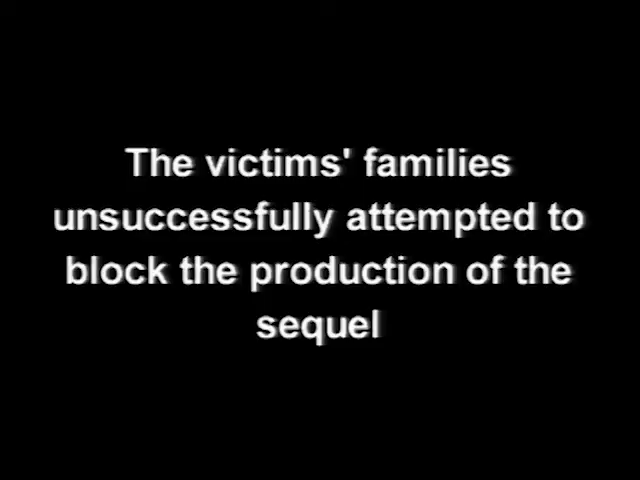 The victims' families
unsuccessfully attempted to
block the production of the
sequel